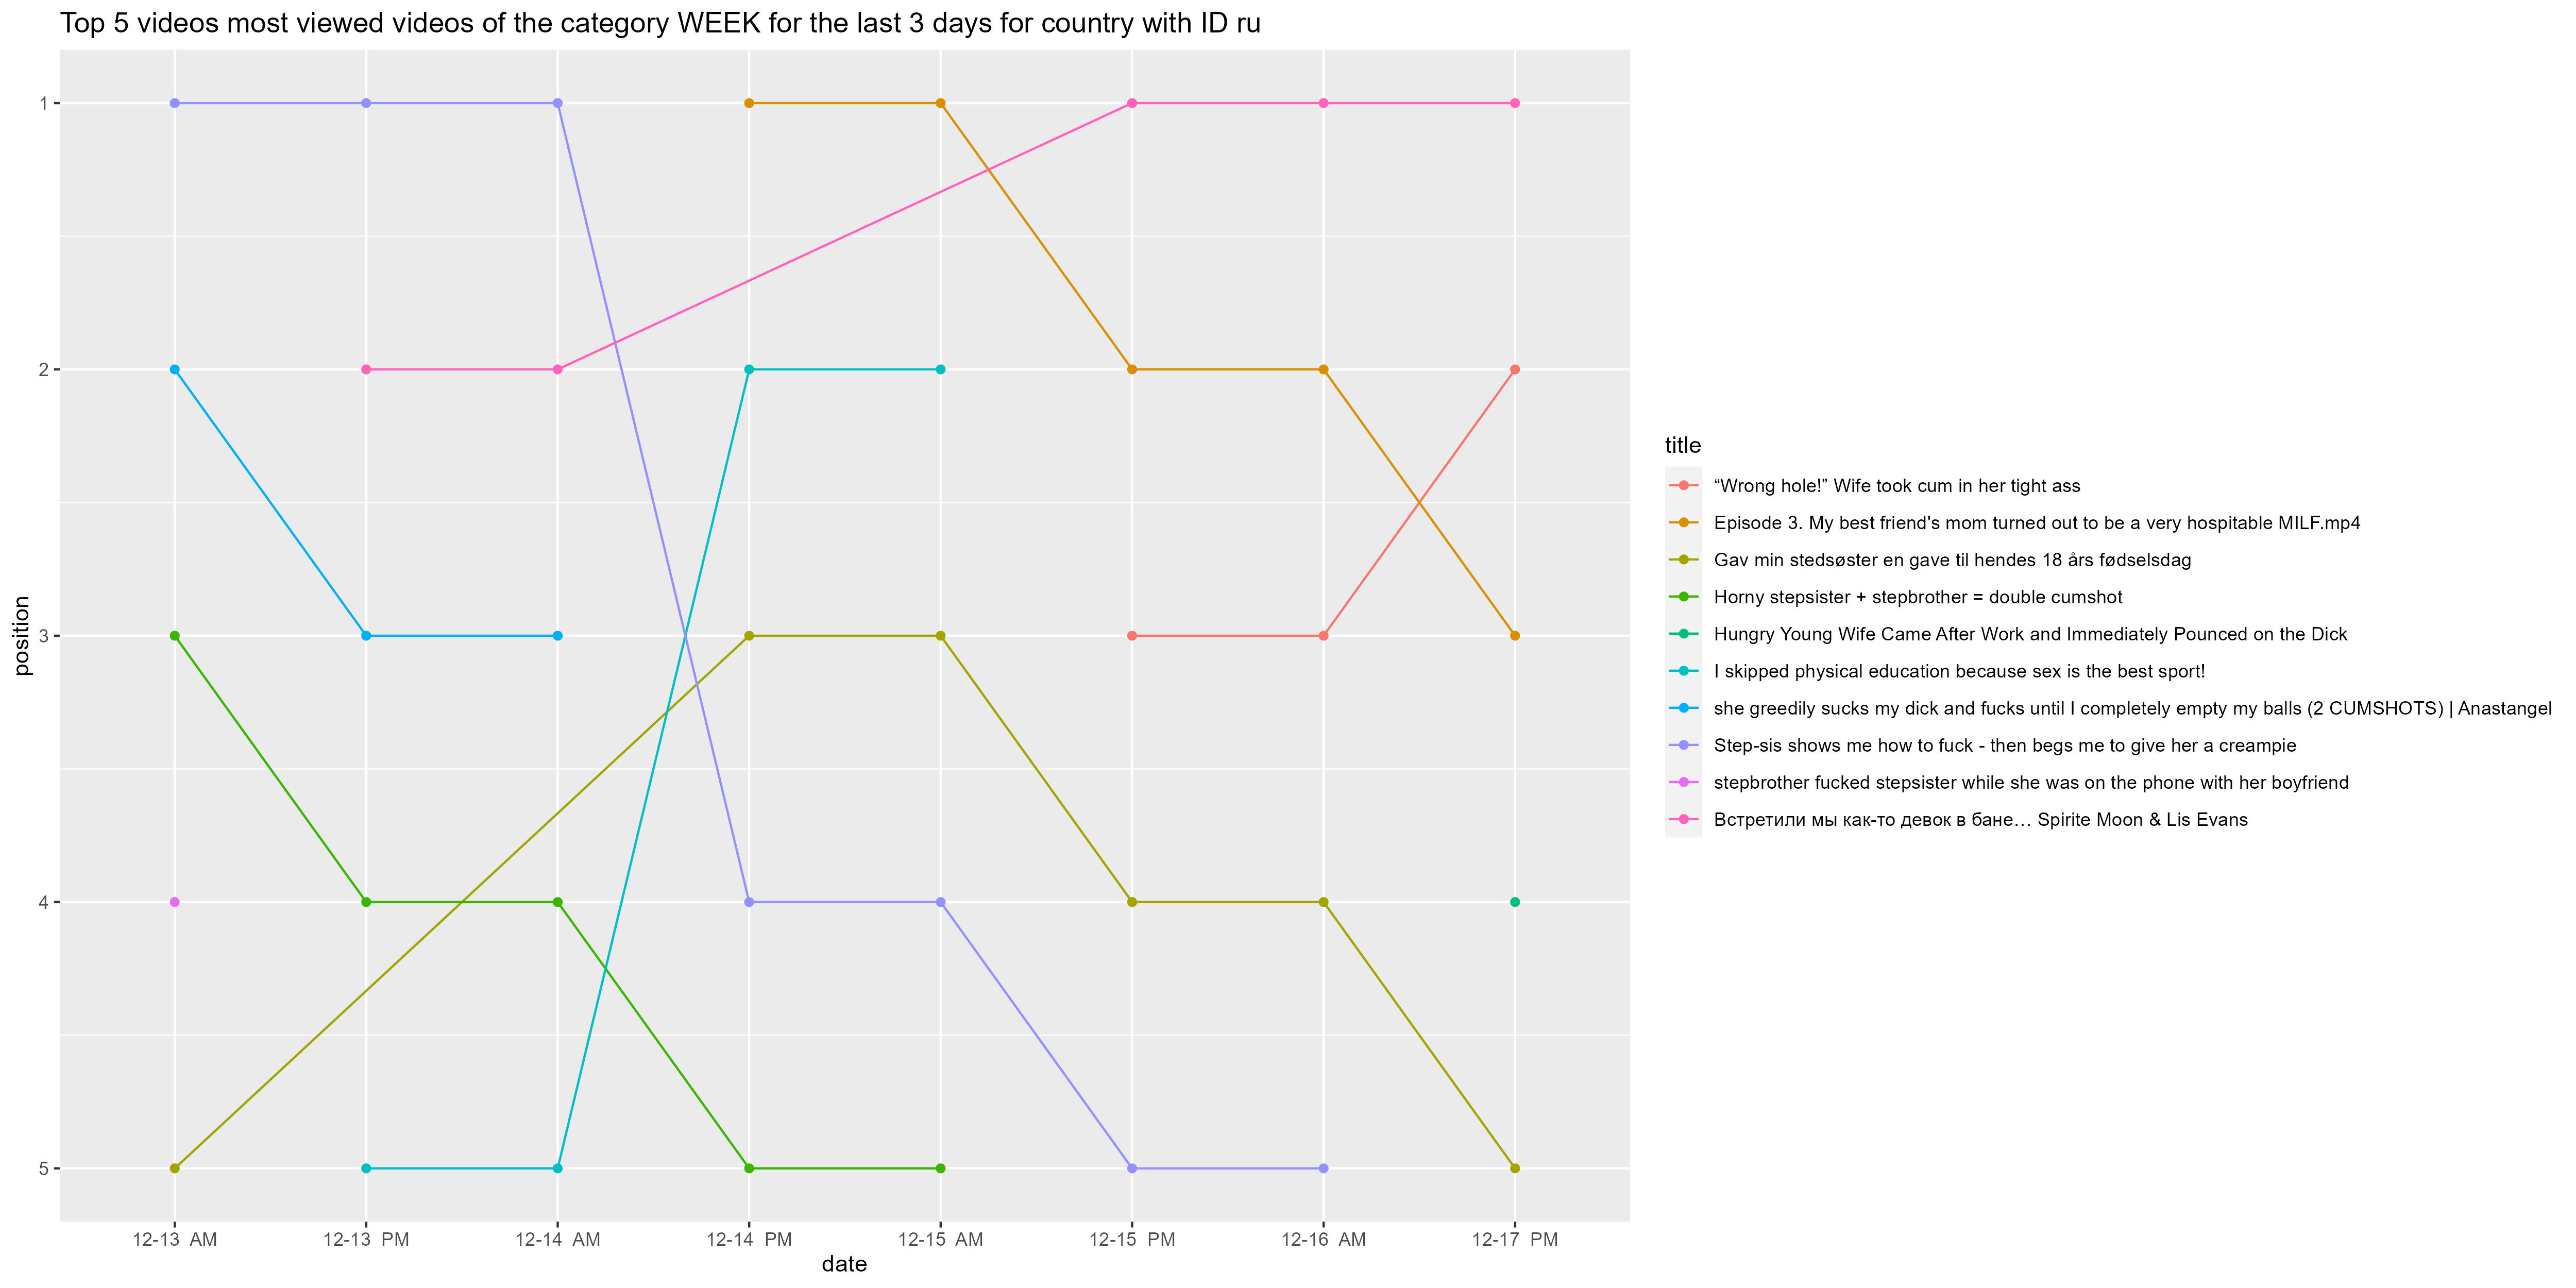 Top 5 videos most viewed videos of the category WEEK for the last 3 days for country with ID ru
position
1
2
3
4
5
12-13 AM
12-13 PM
12-14 AM
12-14 PM
12-15 AM
12-15 PM
12-16 AM
12-17 PM
date
title
“Wrong hole!” Wife took cum in her tight ass
Episode 3. My best friend's mom turned out to be a very hospitable MILF.mp4
Gav min stedsøster en gave til hendes 18 års fødselsdag
Horny stepsister + stepbrother = double cumshot
Hungry Young Wife Came After Work and Immediately Pounced on the Dick
I skipped physical education because sex is the best sport!
she greedily sucks my dick and fucks until I completely empty my balls (2 CUMSHOTS) | Anastangel
Step-sis shows me how to fuck - then begs me to give her a creampie
stepbrother fucked stepsister while she was on the phone with her boyfriend
Встретили мы как-то девок в бане… Spirite Moon & Lis Evans